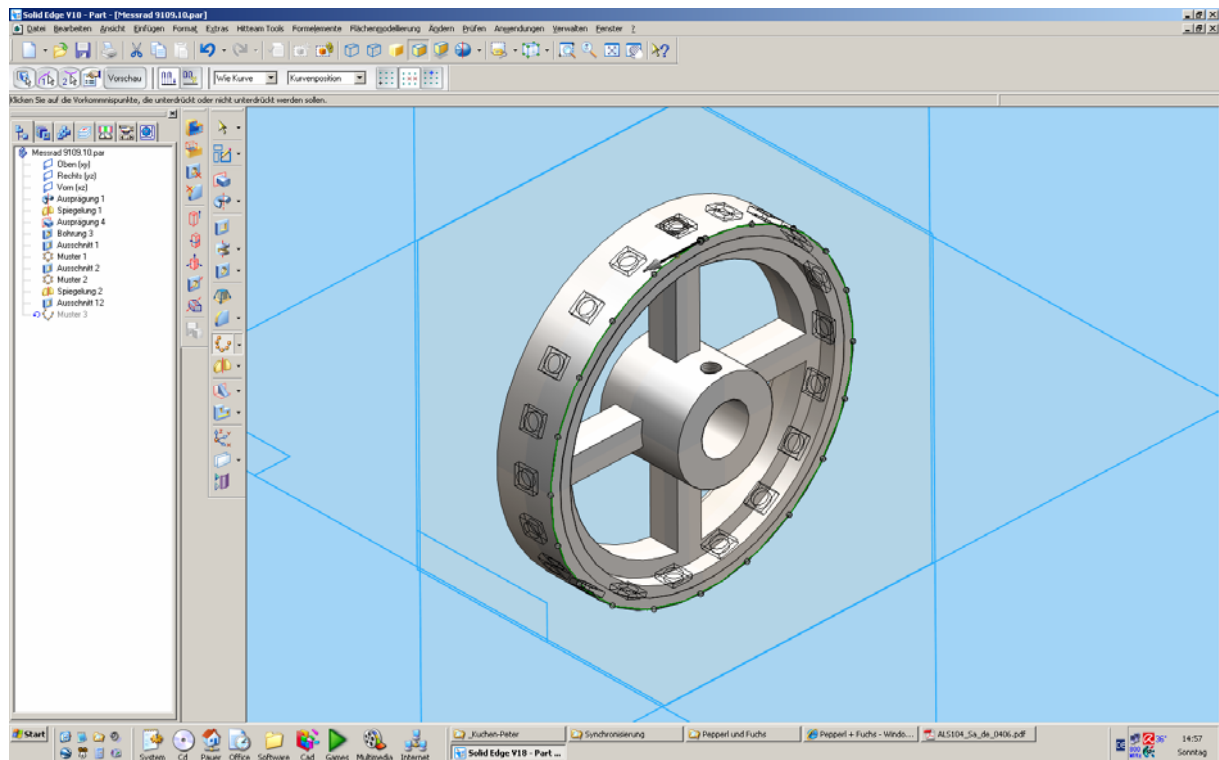 Solid Edge V18 - Part - [Messrad 9109.10.par]
Datei Bearbeiten Ansicht Einfügen Format Extras Hitteam Tools Formelemente Flächenmodellierung Ändern Prüfen Anwendungen Verwalten Fenster ?
Vorschau Wie Kurve Kurvenposition
Klicken Sie auf die Vorkommnispunkte, die unterdrückt oder nicht unterdrückt werden sollen.
Messrad 9109.10.par
Oben (xy)
Rechts (yz)
Vorn (xz)
Ausprägung 1
Spiegelung 1
Ausprägung 4
Bohrung 3
Ausschnitt 1
Muster 1
Ausschnitt 2
Muster 2
Spiegelung 2
Ausschnitt 12
Muster 3
Start _Kuchen-Peter Synchronisierung Pepperl und Fuchs Pepperl + Fuchs - Windo... ALS104_Sa_de_0406.pdf 36° 14:57
System Cd Pauer Office Software Cad Games Multimedia Internet Solid Edge V18 - Part ... Sonntag